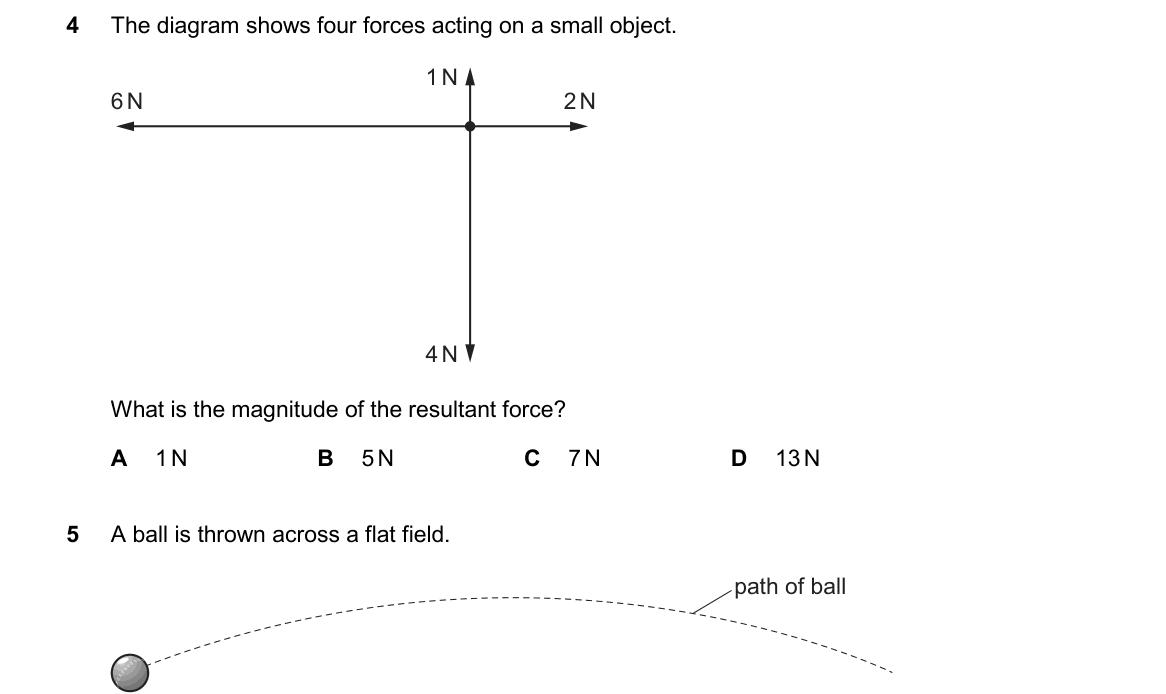 4 The diagram shows four forces acting on a small object.
1 N
6 N 2 N
4 N
What is the magnitude of the resultant force?
A 1 N B 5 N C 7 N D 13 N
5 A ball is thrown across a flat field.
path of ball